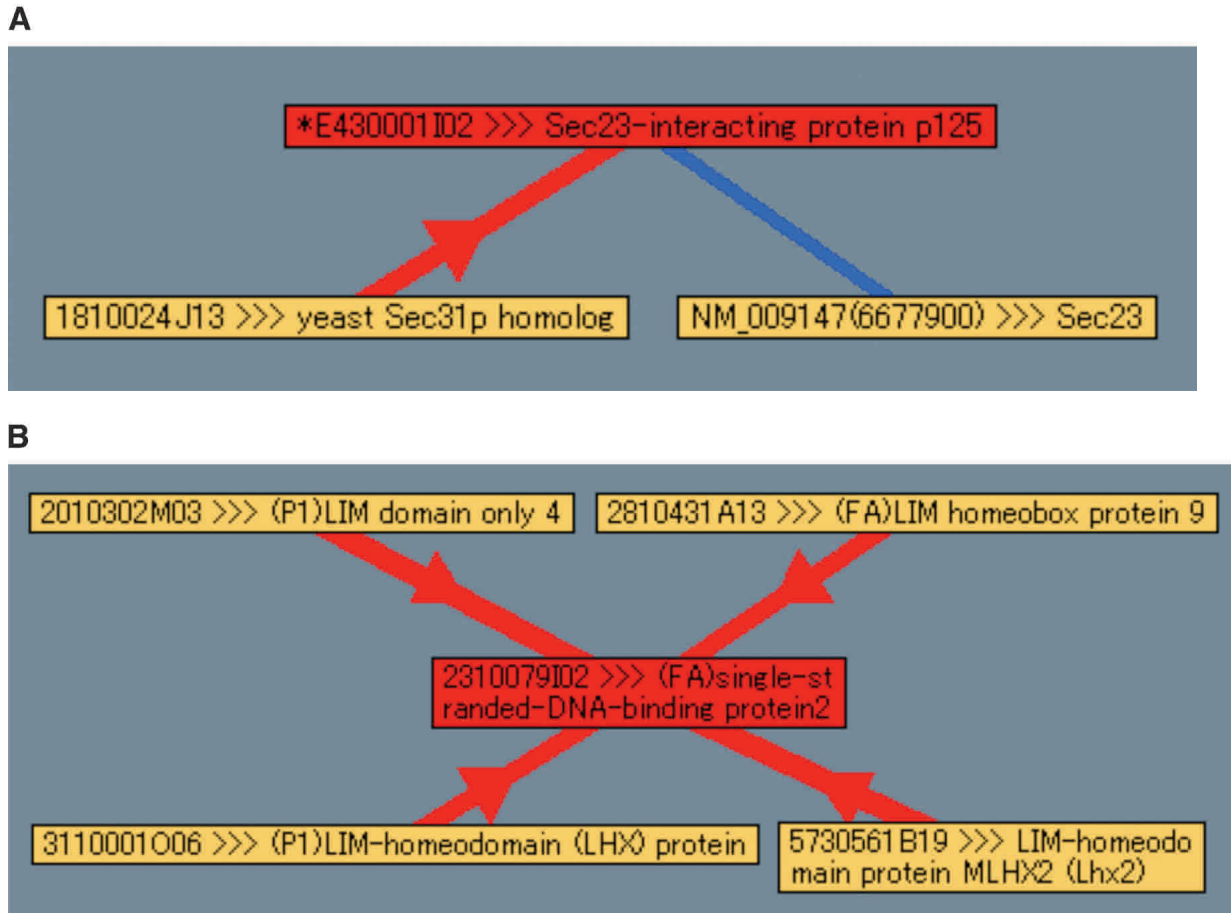 A
*E430001I02 >>> Sec23-interacting protein p125
1810024J13 >>> yeast Sec31p homolog
NM_009147(6677900) >>> Sec23
B
2010302M03 >>> (P1)LIM domain only 4
2810431A13 >>> (FA)LIM homeobox protein 9
2310079I02 >>> (FA)single-st
randed-DNA-binding protein2
3110001O06 >>> (P1)LIM-homeodomain (LHX) protein
5730561B19 >>> LIM-homeodo
main protein MLHX2 (Lhx2)